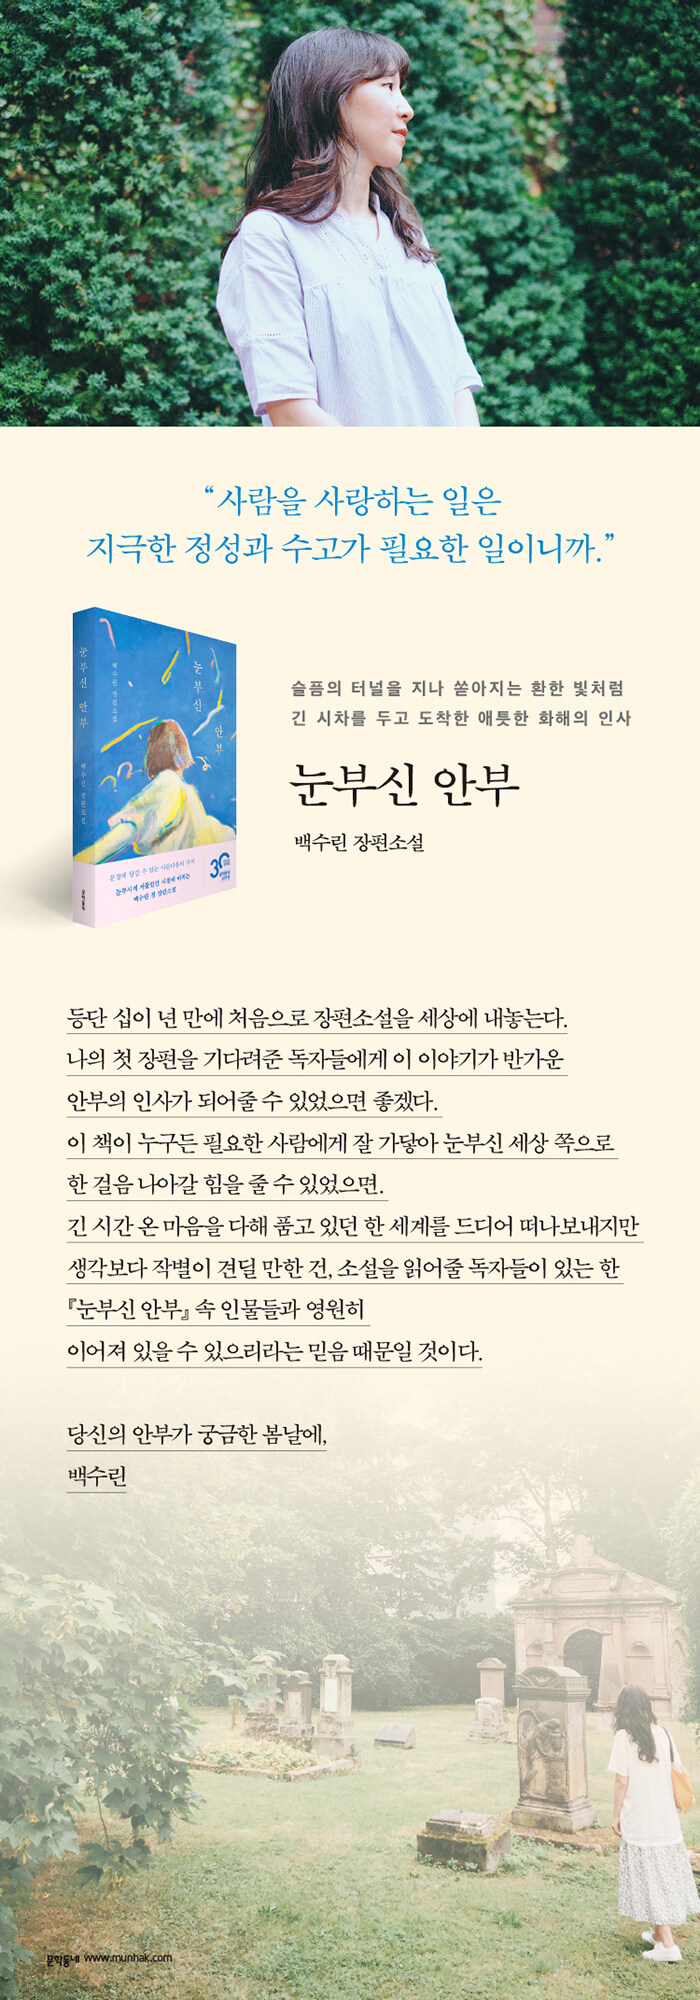 “사람을 사랑하는 일은
지극한 정성과 수고가 필요한 일이니까.”
눈부신 안부
백수린 장편소설
눈부신 안부
백수린 장편소설
문학동네
문장에 담길 수 있는 아름다움의 극치
눈부시게 서툴렀던 시절에 바치는
백수린 첫 장편소설
30
슬픔의 터널을 지나 쏟아지는 환한 빛처럼
긴 시차를 두고 도착한 애틋한 화해의 인사
눈부신 안부
백수린 장편소설
등단 십이 년 만에 처음으로 장편소설을 세상에 내놓는다.
나의 첫 장편을 기다려준 독자들에게 이 이야기가 반가운
안부의 인사가 되어줄 수 있었으면 좋겠다.
이 책이 누구든 필요한 사람에게 잘 가닿아 눈부신 세상 쪽으로
한 걸음 나아갈 힘을 줄 수 있었으면.
긴 시간 온 마음을 다해 품고 있던 한 세계를 드디어 떠나보내지만
생각보다 작별이 견딜 만한 건, 소설을 읽어줄 독자들이 있는 한
『눈부신 안부』 속 인물들과 영원히
이어져 있을 수 있으리라는 믿음 때문일 것이다.
당신의 안부가 궁금한 봄날에,
백수린
문학동네 www.munhak.com